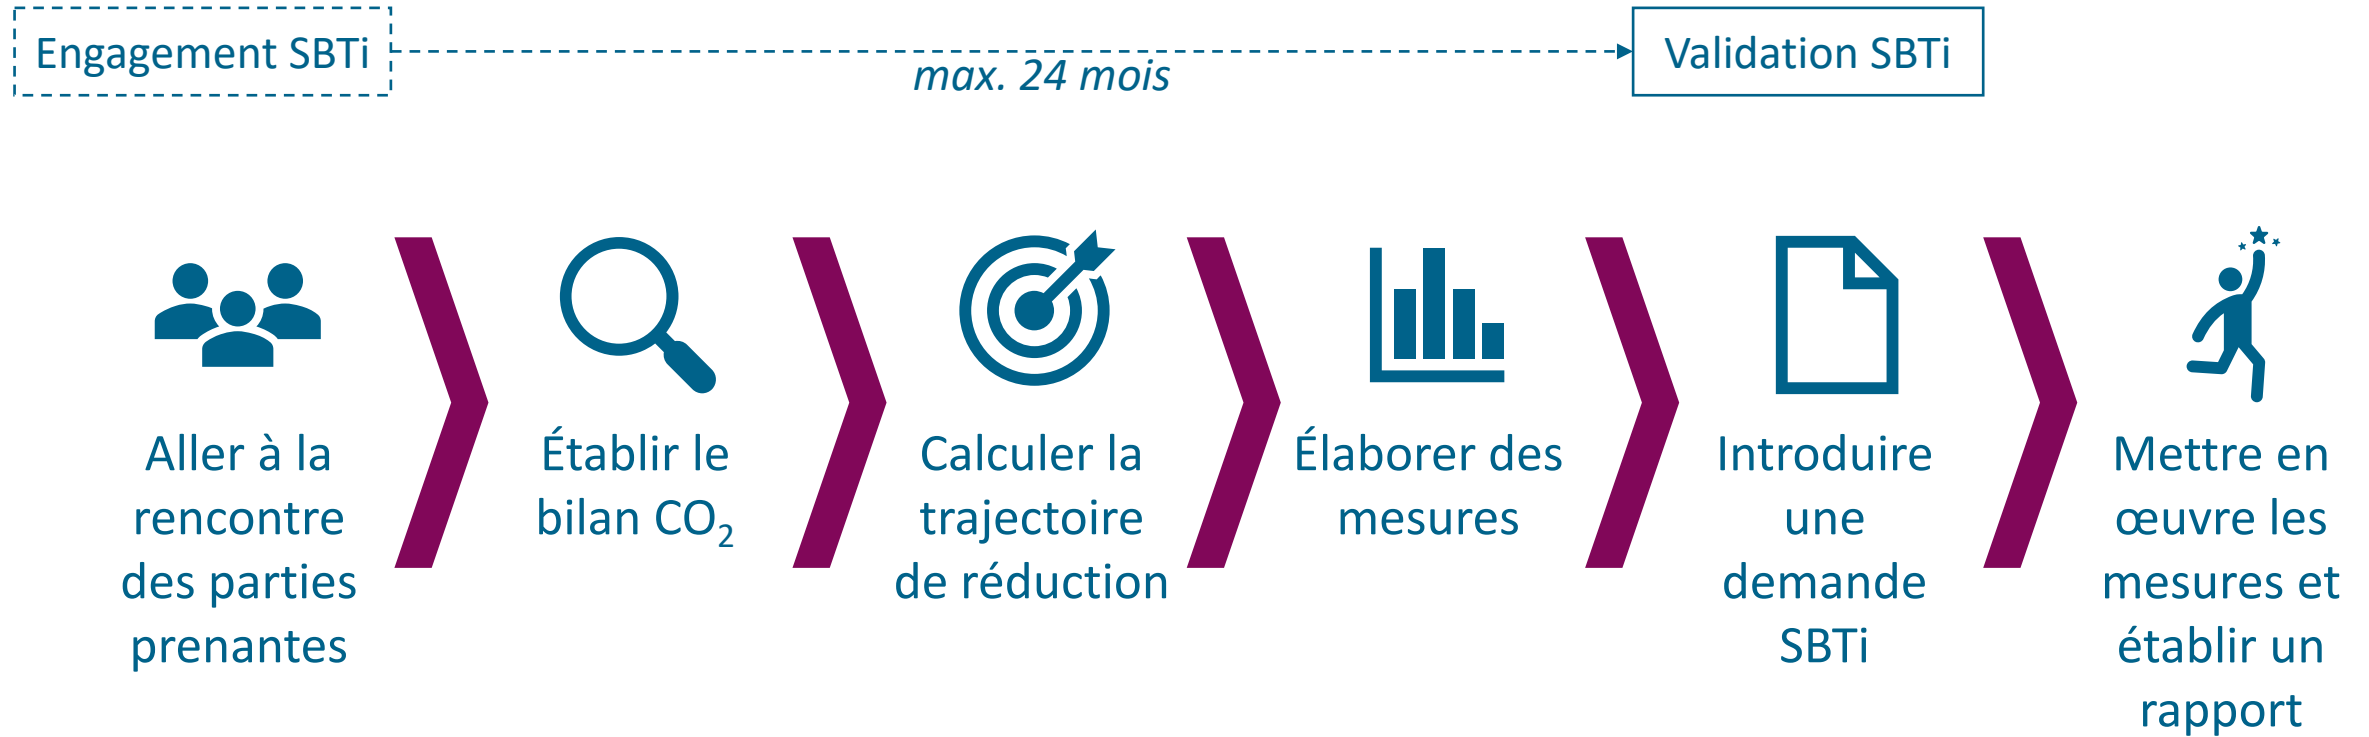 Engagement SBTi
max. 24 mois
Validation SBTi
Aller à la
rencontre
des parties
prenantes
Établir le
bilan CO₂
Calculer la
trajectoire
de réduction
Élaborer des
mesures
Introduire
une
demande
SBTi
Mettre en
œuvre les
mesures et
établir un
rapport